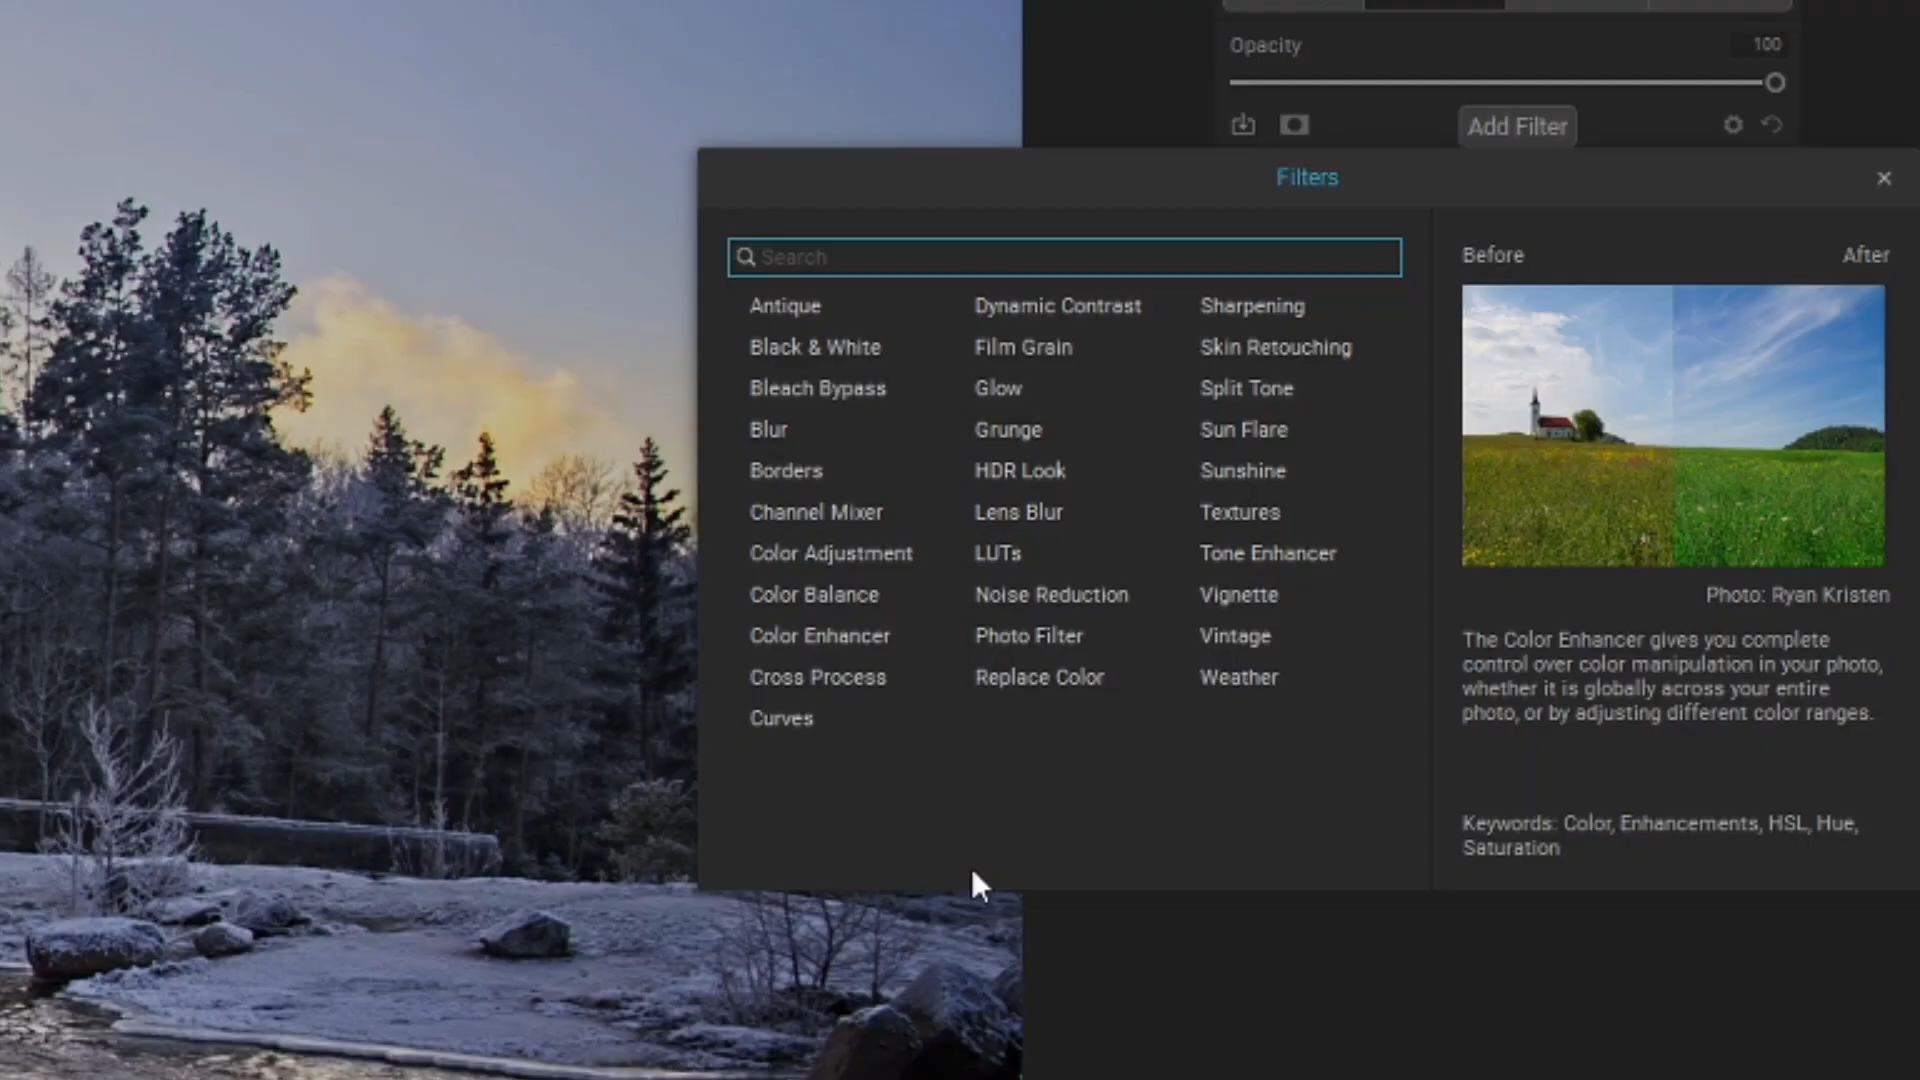 Opacity 100
Add Filter
Filters
Search
Antique
Black & White
Bleach Bypass
Blur
Borders
Channel Mixer
Color Adjustment
Color Balance
Color Enhancer
Cross Process
Curves
Dynamic Contrast
Film Grain
Glow
Grunge
HDR Look
Lens Blur
LUTs
Noise Reduction
Photo Filter
Replace Color
Sharpening
Skin Retouching
Split Tone
Sun Flare
Sunshine
Textures
Tone Enhancer
Vignette
Vintage
Weather
Before After
Photo: Ryan Kristen
The Color Enhancer gives you complete
control over color manipulation in your photo,
whether it is globally across your entire
photo, or by adjusting different color ranges.
Keywords: Color, Enhancements, HSL, Hue,
Saturation